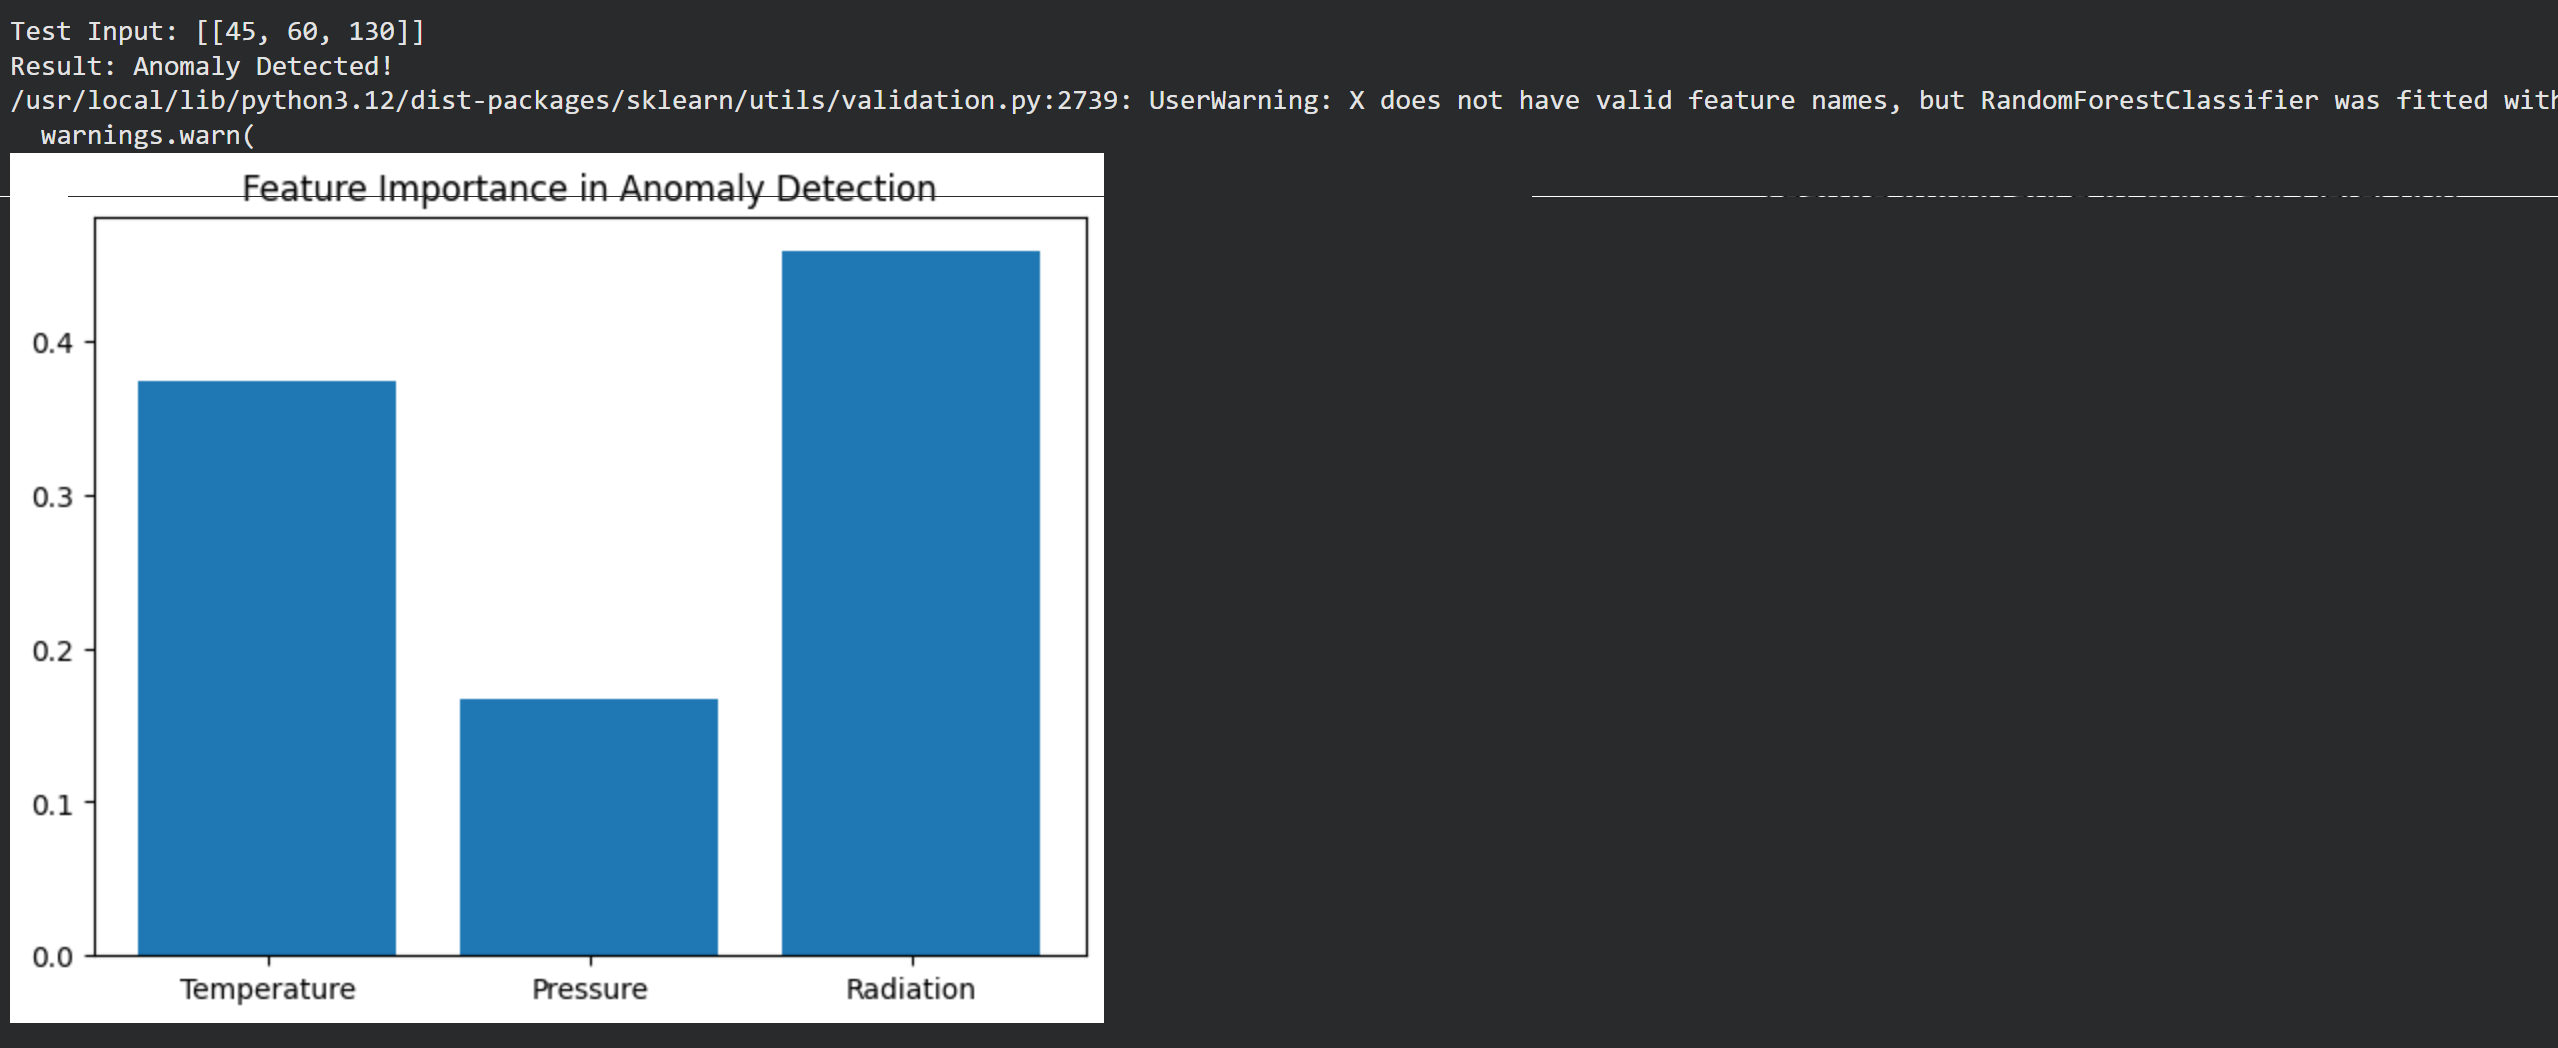 Test Input: [[45, 60, 130]]
Result: Anomaly Detected!
/usr/local/lib/python3.12/dist-packages/sklearn/utils/validation.py:2739: UserWarning: X does not have valid feature names, but RandomForestClassifier was fitted with
  warnings.warn(
Feature Importance in Anomaly Detection
0.4
0.3
0.2
0.1
0.0
Temperature Pressure Radiation